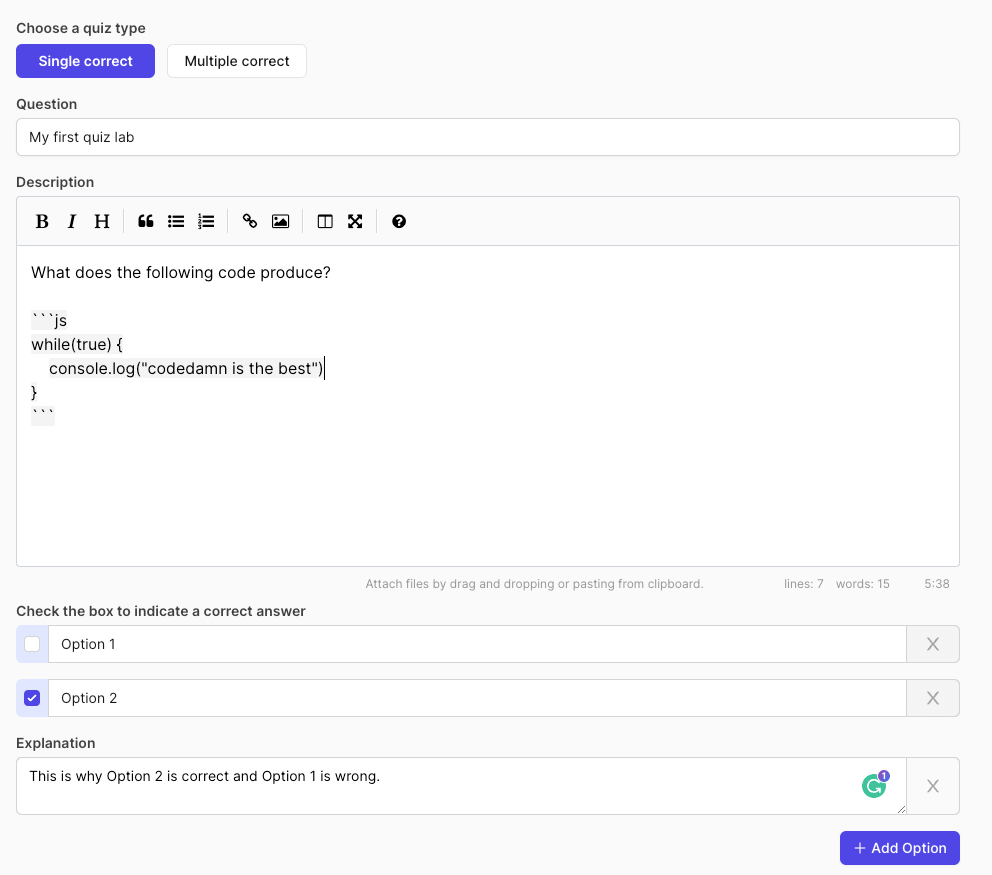 Choose a quiz type
Single correct Multiple correct
Question
My first quiz lab
Description
B I H
What does the following code produce?
```js
while(true) {
    console.log("codedamn is the best")
}
```
Attach files by drag and dropping or pasting from clipboard. lines: 7 words: 15 5:38
Check the box to indicate a correct answer
Option 1 X
Option 2 X
Explanation
This is why Option 2 is correct and Option 1 is wrong. 1 X
+ Add Option